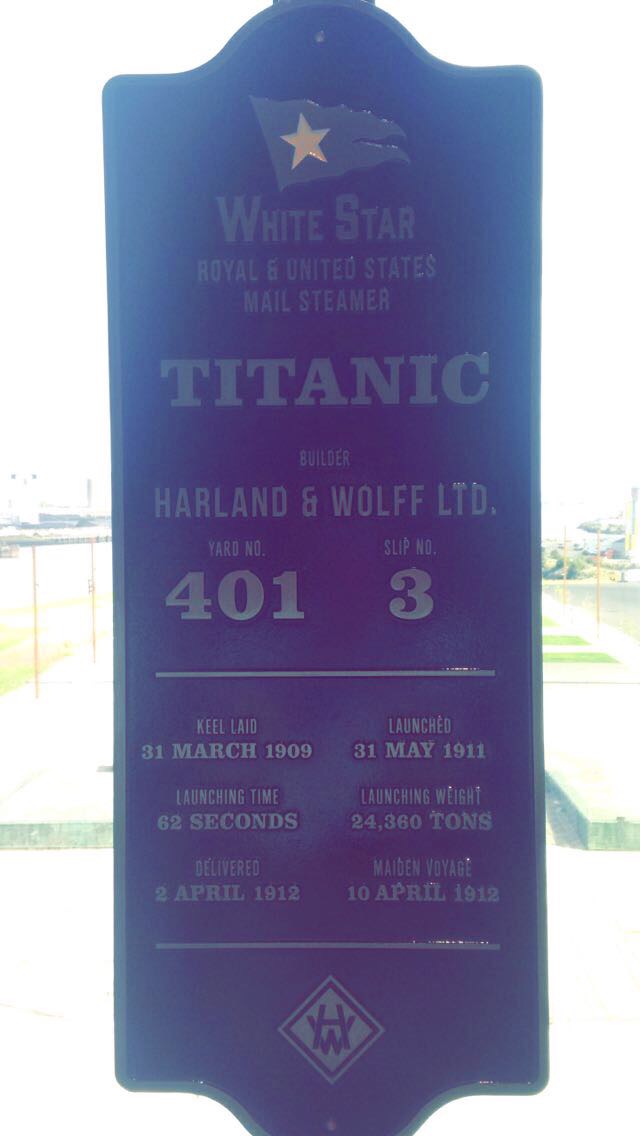 WHITE STAR
ROYAL & UNITED STATES
MAIL STEAMER
TITANIC
BUILDER
HARLAND & WOLFF LTD.
YARD NO. SLIP NO.
401 3
KEEL LAID LAUNCHED
31 MARCH 1909 31 MAY 1911
LAUNCHING TIME LAUNCHING WEIGHT
62 SECONDS 24,360 TONS
DELIVERED MAIDEN VOYAGE
2 APRIL 1912 10 APRIL 1912
HW